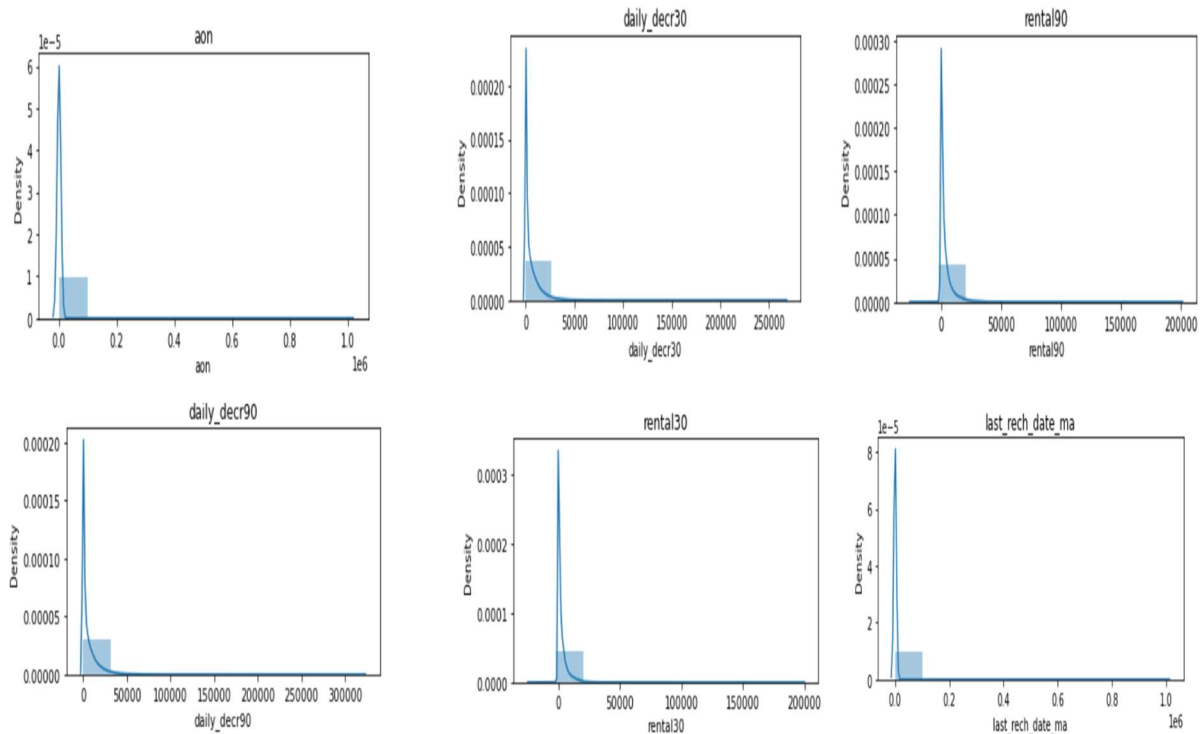 aon
1e−5
6
5
4
3
2
1
0
Density
0.0 0.2 0.4 0.6 0.8 1.0
1e6
aon
daily_decr30
0.00020
0.00015
0.00010
0.00005
0.00000
Density
0 50000 100000 150000 200000 250000
daily_decr30
rental90
0.00030
0.00025
0.00020
0.00015
0.00010
0.00005
0.00000
Density
0 50000 100000 150000 200000
rental90
daily_decr90
0.00020
0.00015
0.00010
0.00005
0.00000
Density
0 50000 100000 150000 200000 250000 300000
daily_decr90
rental30
0.0003
0.0002
0.0001
0.0000
Density
0 50000 100000 150000 200000
rental30
last_rech_date_ma
1e−5
8
6
4
2
0
Density
0.0 0.2 0.4 0.6 0.8 1.0
1e6
last_rech_date_ma